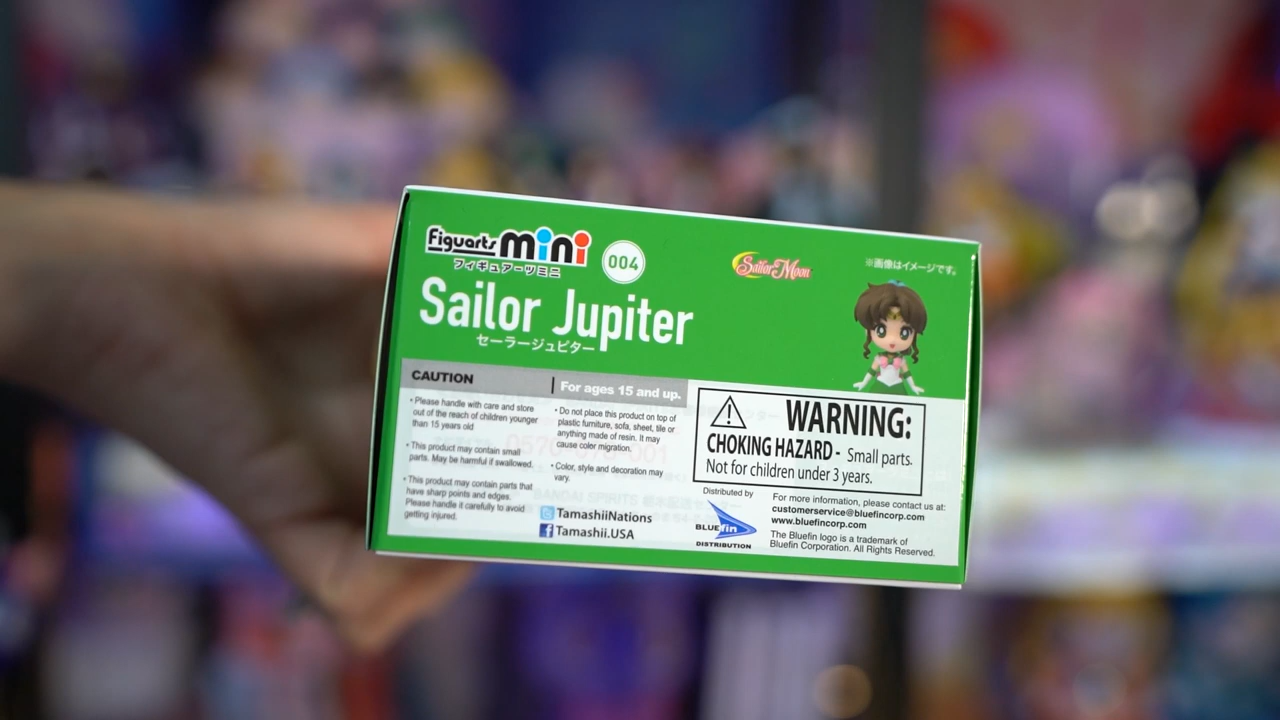 Figuarts mini
フィギュアーツミニ
004
Sailor Moon
※画像はイメージです。
Sailor Jupiter
セーラージュピター
CAUTION
For ages 15 and up.
・Please handle with care and store
out of the reach of children younger
than 15 years old
・This product may contain small
parts. May be harmful if swallowed.
・This product may contain parts that
have sharp points and edges.
Please handle it carefully to avoid
getting injured.
・Do not place this product on top of
plastic furniture, sofa, sheet, tile or
anything made of resin. It may
cause color migration.
・Color, style and decoration may
vary.
TamashiiNations
Tamashii.USA
WARNING:
CHOKING HAZARD - Small parts.
Not for children under 3 years.
Distributed by
BLUEfin
DISTRIBUTION
For more information, please contact us at:
customerservice@bluefincorp.com
www.bluefincorp.com
The Bluefin logo is a trademark of
Bluefin Corporation. All Rights Reserved.